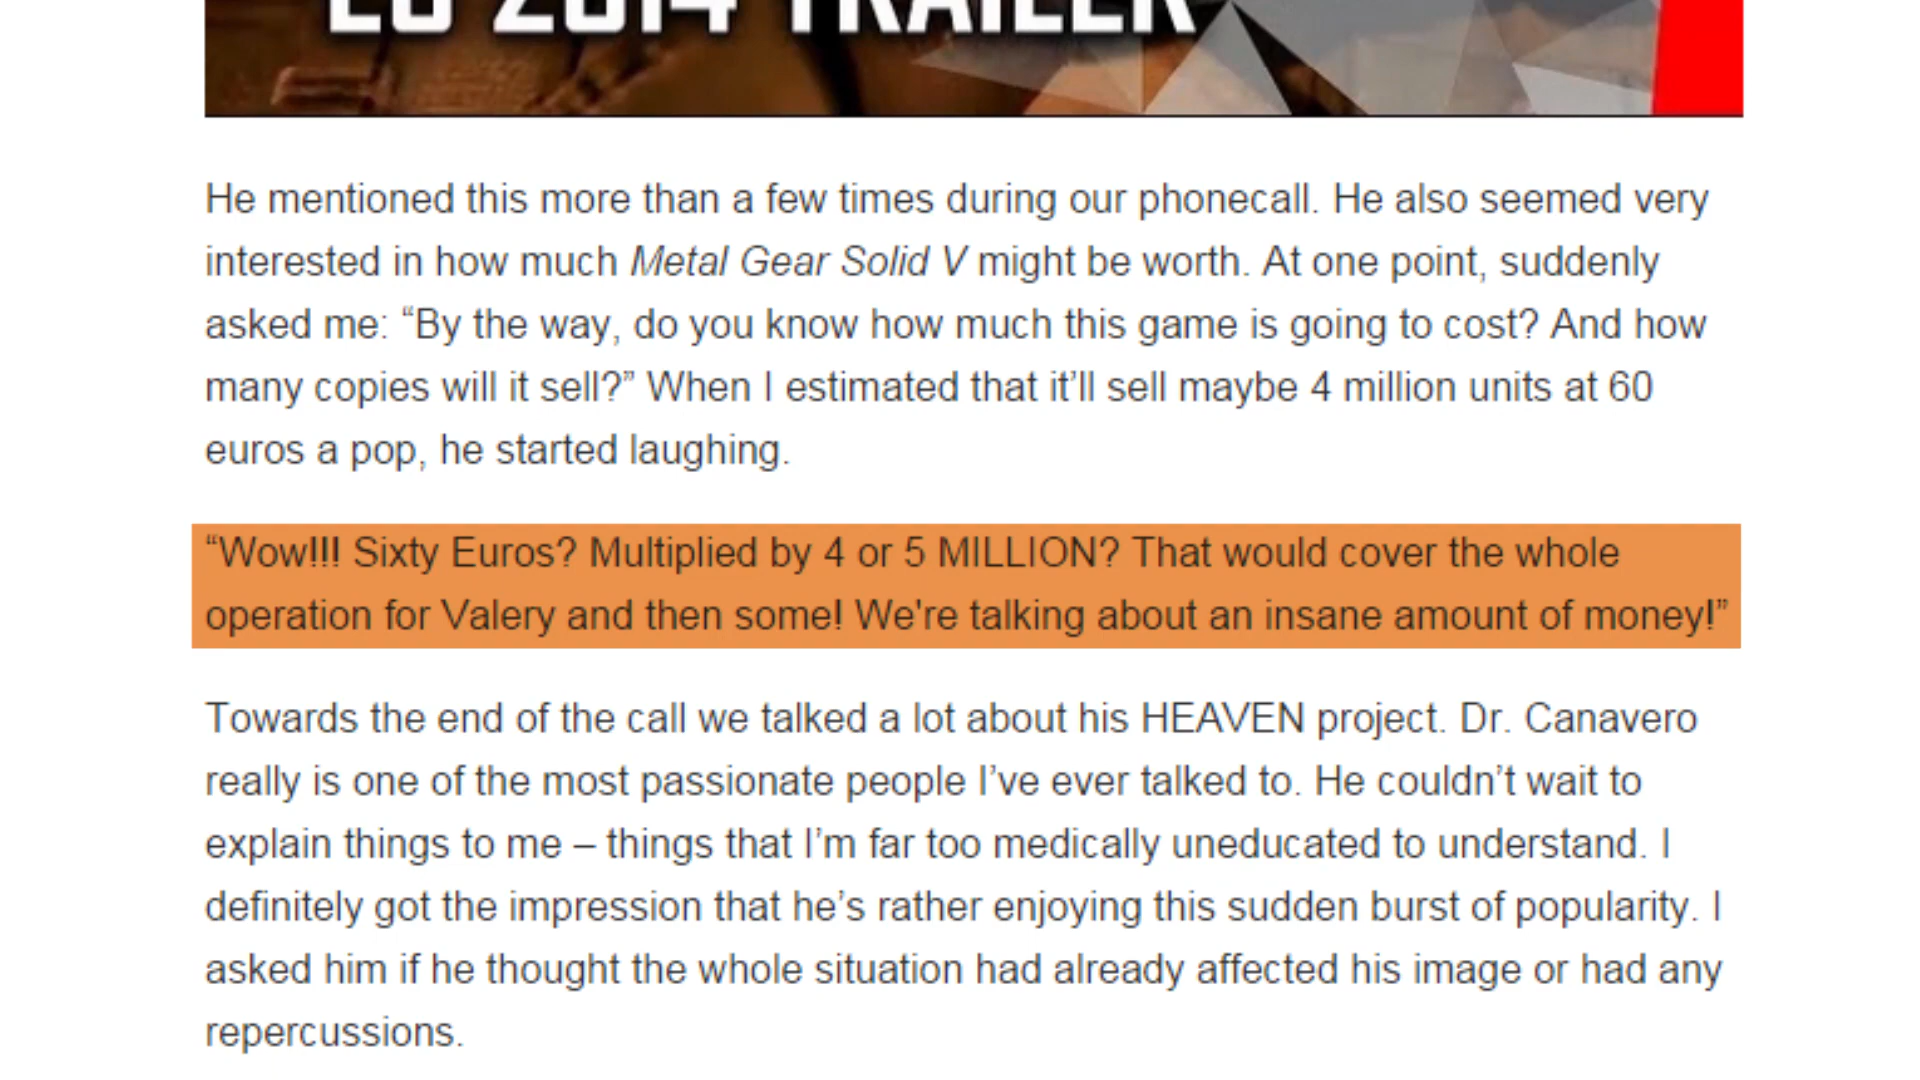 2014 TRAILER
He mentioned this more than a few times during our phonecall. He also seemed very
interested in how much Metal Gear Solid V might be worth. At one point, suddenly
asked me: “By the way, do you know how much this game is going to cost? And how
many copies will it sell?” When I estimated that it’ll sell maybe 4 million units at 60
euros a pop, he started laughing.
“Wow!!! Sixty Euros? Multiplied by 4 or 5 MILLION? That would cover the whole
operation for Valery and then some! We're talking about an insane amount of money!”
Towards the end of the call we talked a lot about his HEAVEN project. Dr. Canavero
really is one of the most passionate people I’ve ever talked to. He couldn’t wait to
explain things to me – things that I’m far too medically uneducated to understand. I
definitely got the impression that he’s rather enjoying this sudden burst of popularity. I
asked him if he thought the whole situation had already affected his image or had any
repercussions.